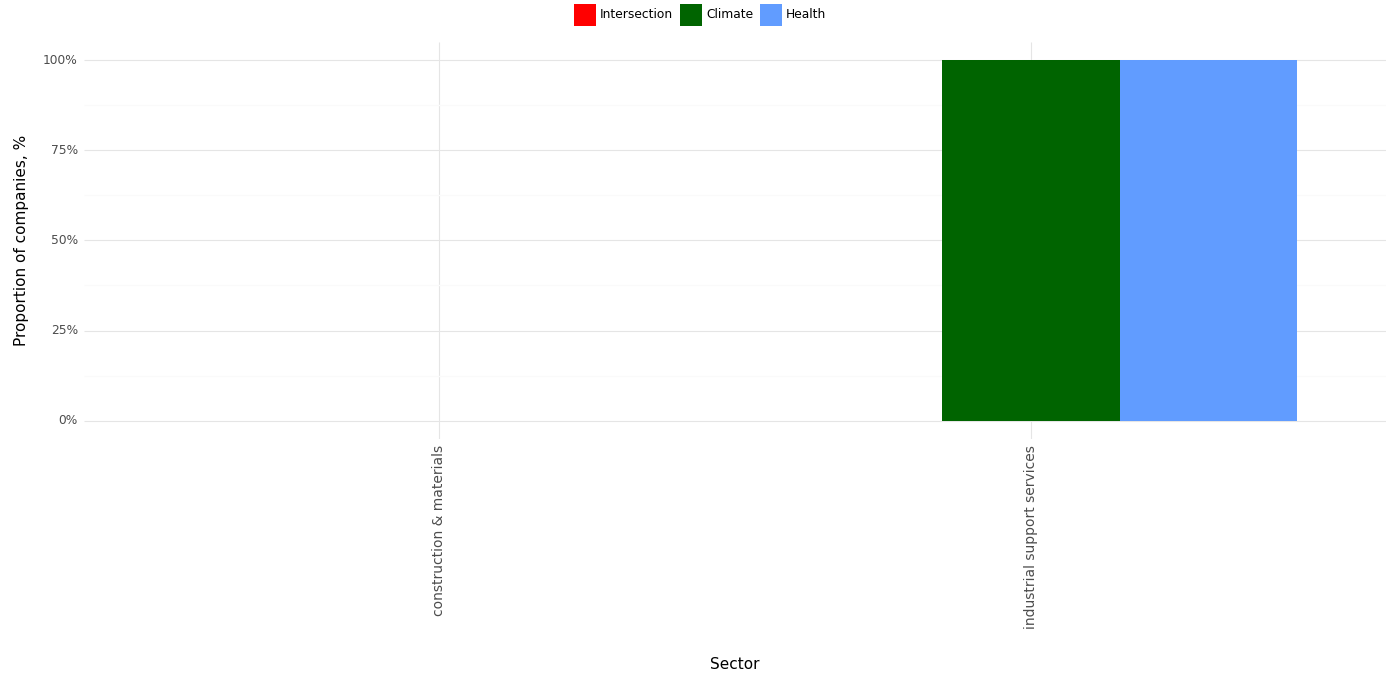 Intersection Climate Health
Proportion of companies, %
100%
75%
50%
25%
0%
construction & materials
industrial support services
Sector